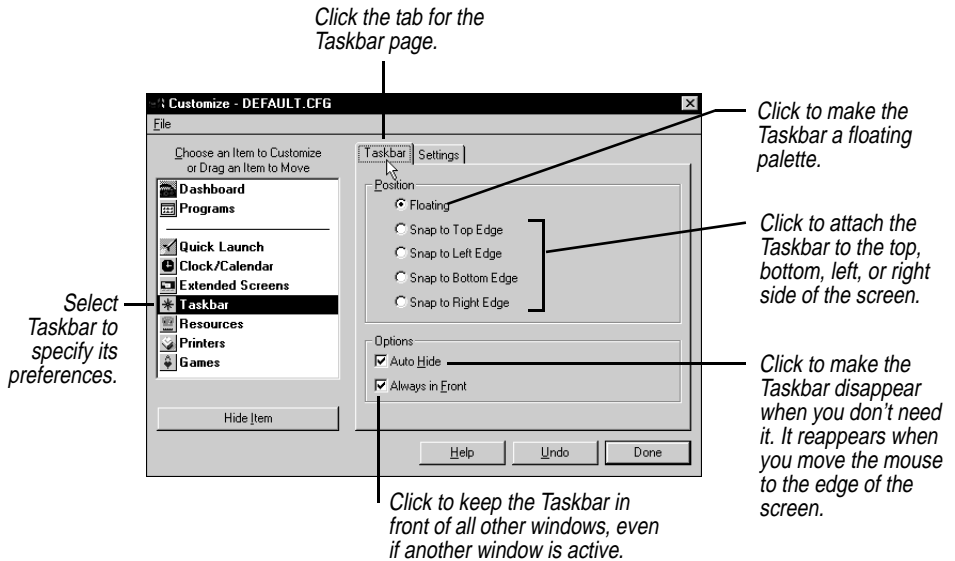 Click the tab for the
Taskbar page.
Customize - DEFAULT.CFG
File
Choose an Item to Customize
or Drag an Item to Move
Dashboard
Programs
Quick Launch
Clock/Calendar
Extended Screens
Taskbar
Resources
Printers
Games
Hide Item
Taskbar
Settings
Position
Floating
Snap to Top Edge
Snap to Left Edge
Snap to Bottom Edge
Snap to Right Edge
Options
Auto Hide
Always in Front
Help
Undo
Done
Select
Taskbar to
specify its
preferences.
Click to make the
Taskbar a floating
palette.
Click to attach the
Taskbar to the top,
bottom, left, or right
side of the screen.
Click to make the
Taskbar disappear
when you don't need
it. It reappears when
you move the mouse
to the edge of the
screen.
Click to keep the Taskbar in
front of all other windows, even
if another window is active.